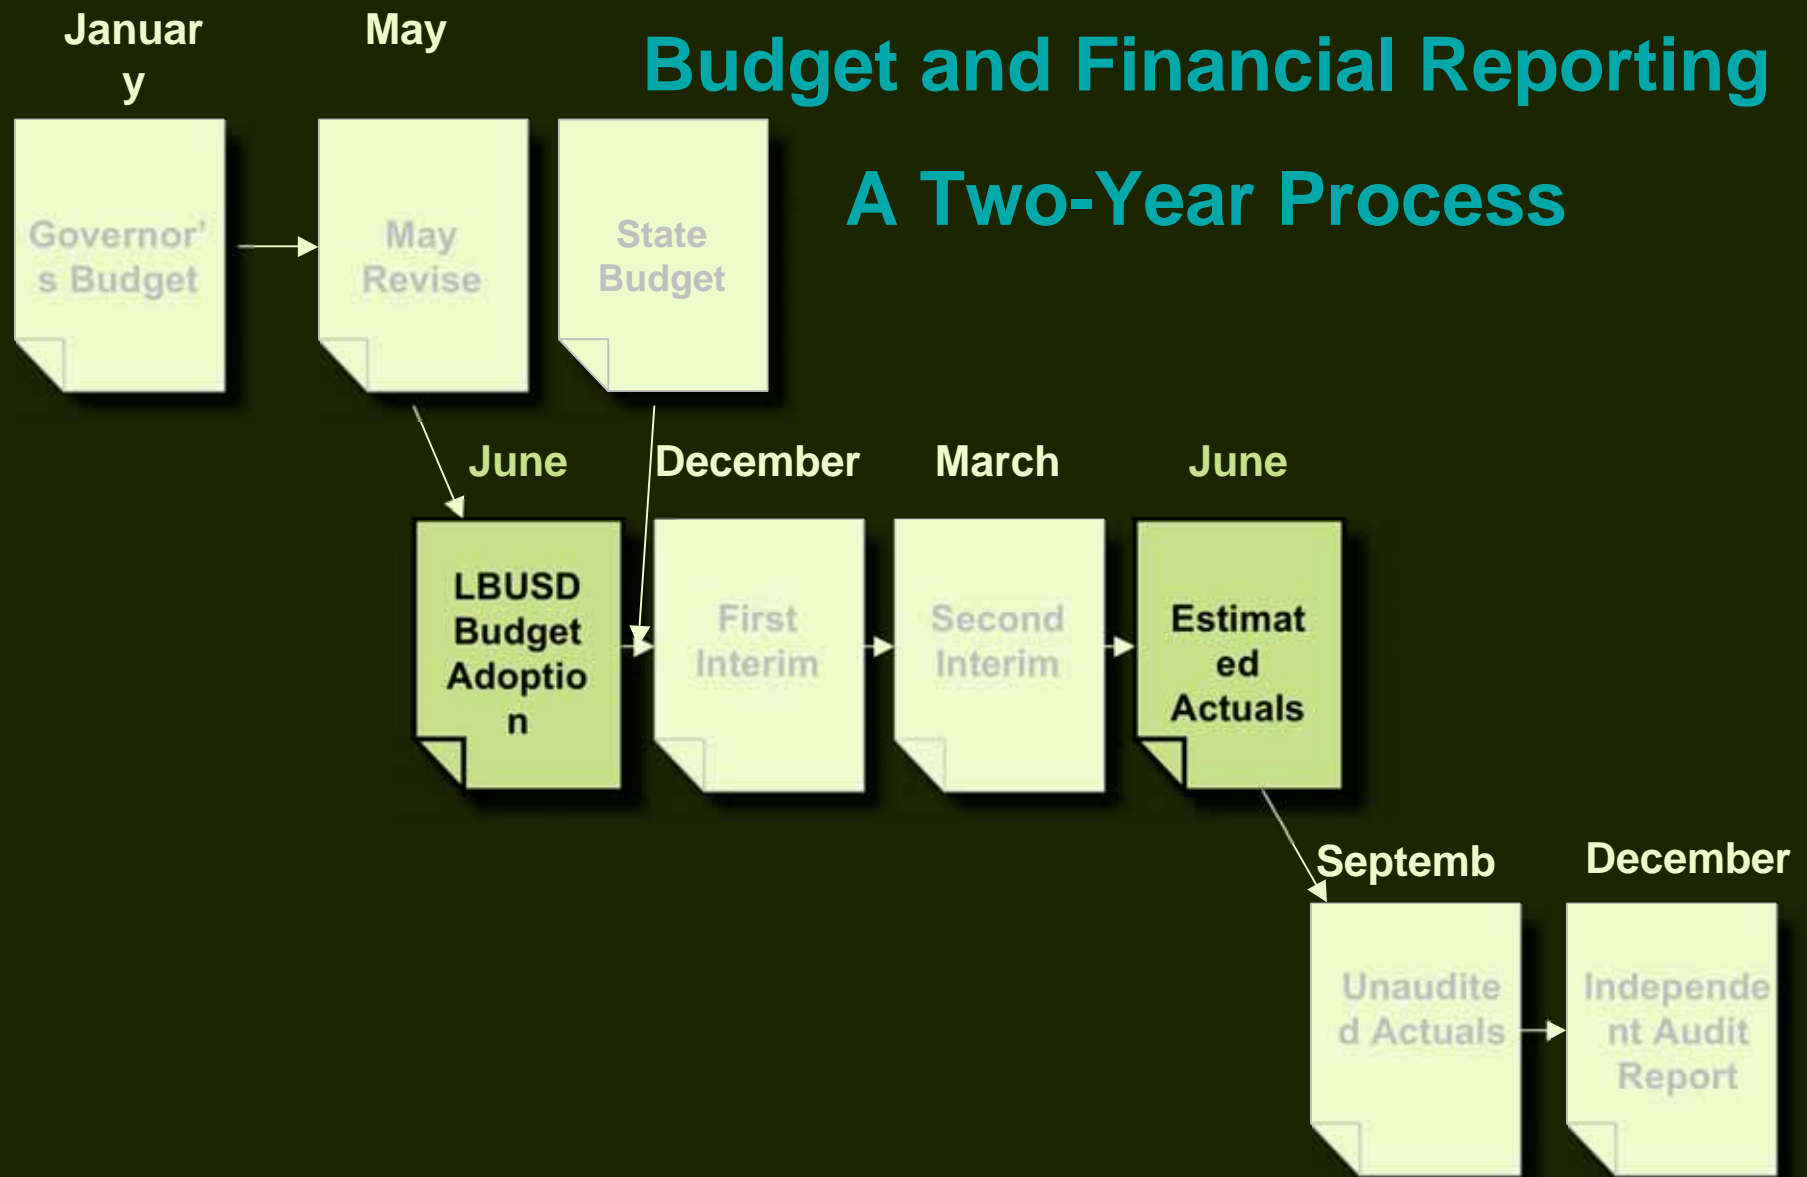 Januar
y
May
Budget and Financial Reporting
A Two-Year Process
Governor'
s Budget
May
Revise
State
Budget
June
December
March
June
LBUSD
Budget
Adoptio
n
First
Interim
Second
Interim
Estimat
ed
Actuals
Septemb
December
Unaudite
d Actuals
Independe
nt Audit
Report